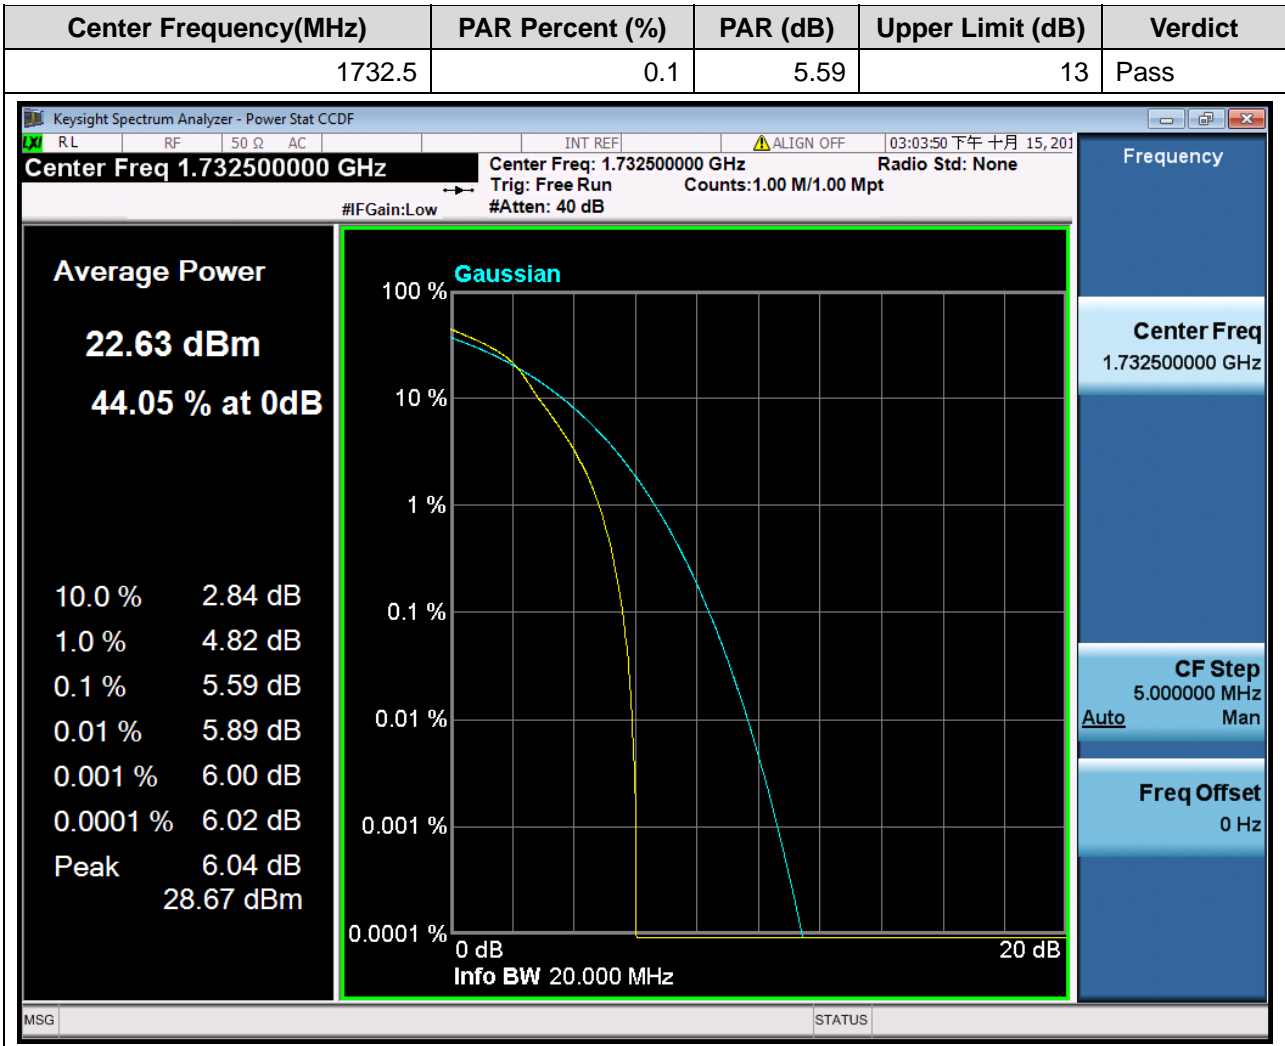 Center Frequency(MHz) PAR Percent (%) PAR (dB) Upper Limit (dB) Verdict
1732.5 0.1 5.59 13 Pass
Keysight Spectrum Analyzer - Power Stat CCDF
LXI RL RF 50 Ω AC INT REF ALIGN OFF 03:03:50 下午 十月 15, 201
Center Freq 1.732500000 GHz
Center Freq: 1.732500000 GHz Radio Std: None
Trig: Free Run Counts:1.00 M/1.00 Mpt
#IFGain:Low #Atten: 40 dB
Average Power
22.63 dBm
44.05 % at 0dB
10.0 % 2.84 dB
1.0 % 4.82 dB
0.1 % 5.59 dB
0.01 % 5.89 dB
0.001 % 6.00 dB
0.0001 % 6.02 dB
Peak 6.04 dB
28.67 dBm
Gaussian
100 %
10 %
1 %
0.1 %
0.01 %
0.001 %
0.0001 %
0 dB 20 dB
Info BW 20.000 MHz
Frequency
Center Freq
1.732500000 GHz
CF Step
5.000000 MHz
Auto Man
Freq Offset
0 Hz
MSG STATUS